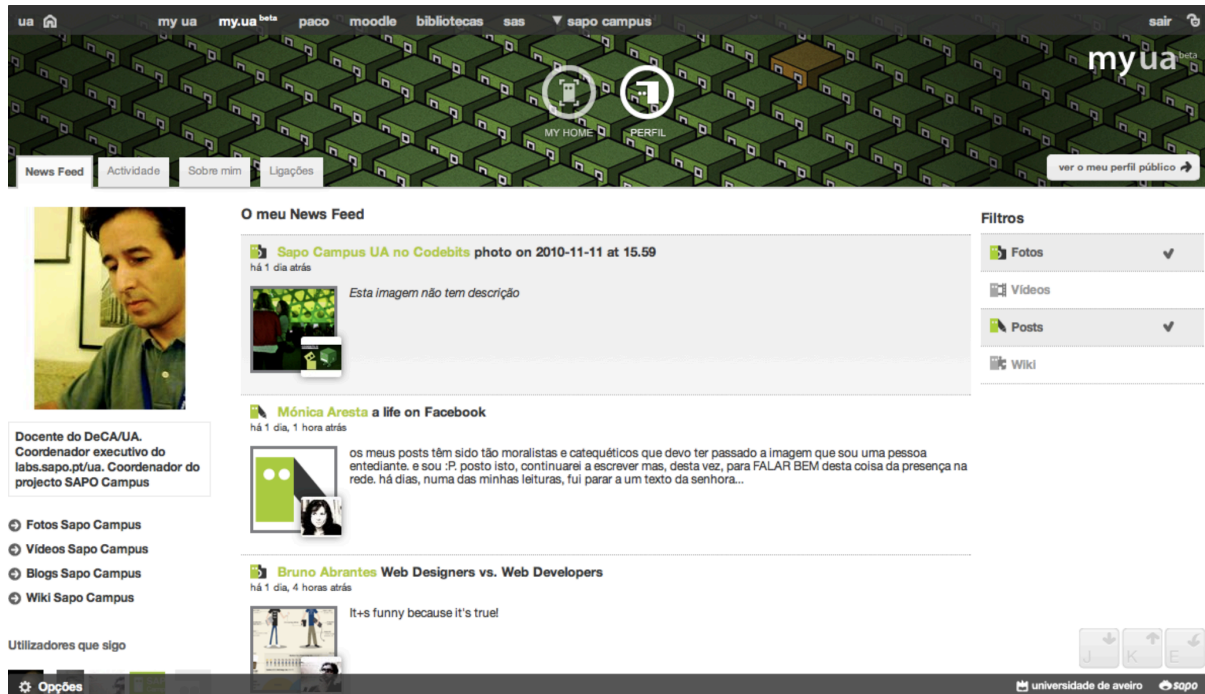 ua
my ua
my.ua beta
paco
moodle
bibliotecas
sas
▼ sapo campus
sair
myua beta
MY HOME
PERFIL
News Feed
Actividade
Sobre mim
Ligações
ver o meu perfil público
Docente do DeCA/UA.
Coordenador executivo do
labs.sapo.pt/ua. Coordenador do
projecto SAPO Campus
Fotos Sapo Campus
Vídeos Sapo Campus
Blogs Sapo Campus
Wiki Sapo Campus
Utilizadores que sigo
O meu News Feed
Sapo Campus UA no Codebits photo on 2010-11-11 at 15.59
há 1 dia atrás
Esta imagem não tem descrição
Mónica Aresta a life on Facebook
há 1 dia, 1 hora atrás
os meus posts têm sido tão moralistas e catequéticos que devo ter passado a imagem que sou uma pessoa
entediante. e sou :P. posto isto, continuarei a escrever mas, desta vez, para FALAR BEM desta coisa da presença na
rede. há dias, numa das minhas leituras, fui parar a um texto da senhora...
Bruno Abrantes Web Designers vs. Web Developers
há 1 dia, 4 horas atrás
It+s funny because it's true!
Filtros
Fotos
Vídeos
Posts
Wiki
J
K
E
Opções
universidade de aveiro
sapo